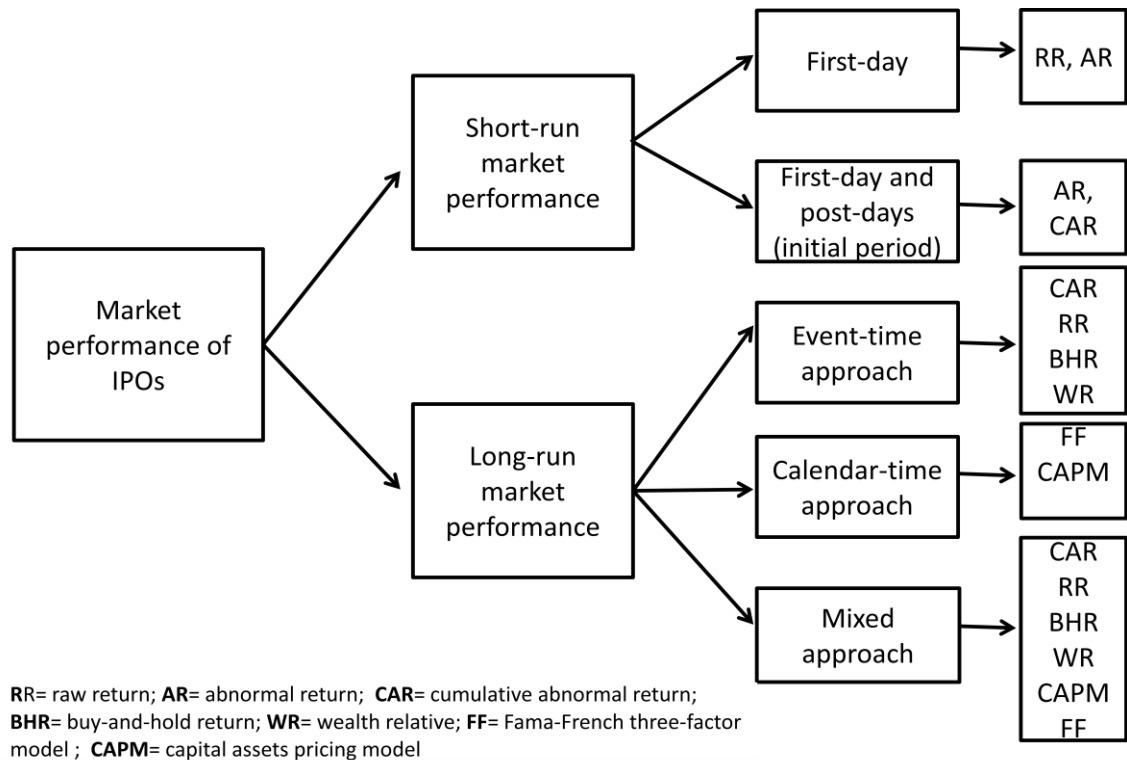 Market
performance of
IPOs
Short-run
market
performance
Long-run
market
performance
First-day
First-day and
post-days
(initial period)
Event-time
approach
Calendar-time
approach
Mixed
approach
RR, AR
AR,
CAR
CAR
RR
BHR
WR
FF
CAPM
CAR
RR
BHR
WR
CAPM
FF
RR= raw return; AR= abnormal return; CAR= cumulative abnormal return;
BHR= buy-and-hold return; WR= wealth relative; FF= Fama-French three-factor
model ; CAPM= capital assets pricing model